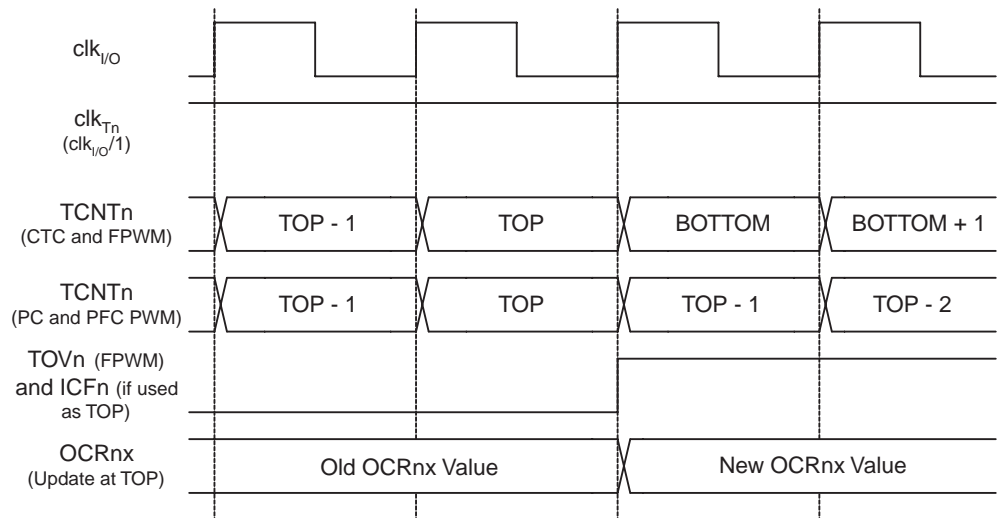 clkI/O
clkTn
(clkI/O/1)
TCNTn
(CTC and FPWM)
TOP - 1
TOP
BOTTOM
BOTTOM + 1
TCNTn
(PC and PFC PWM)
TOP - 1
TOP
TOP - 1
TOP - 2
TOVn (FPWM)
and ICFn (if used
as TOP)
OCRnx
(Update at TOP)
Old OCRnx Value
New OCRnx Value